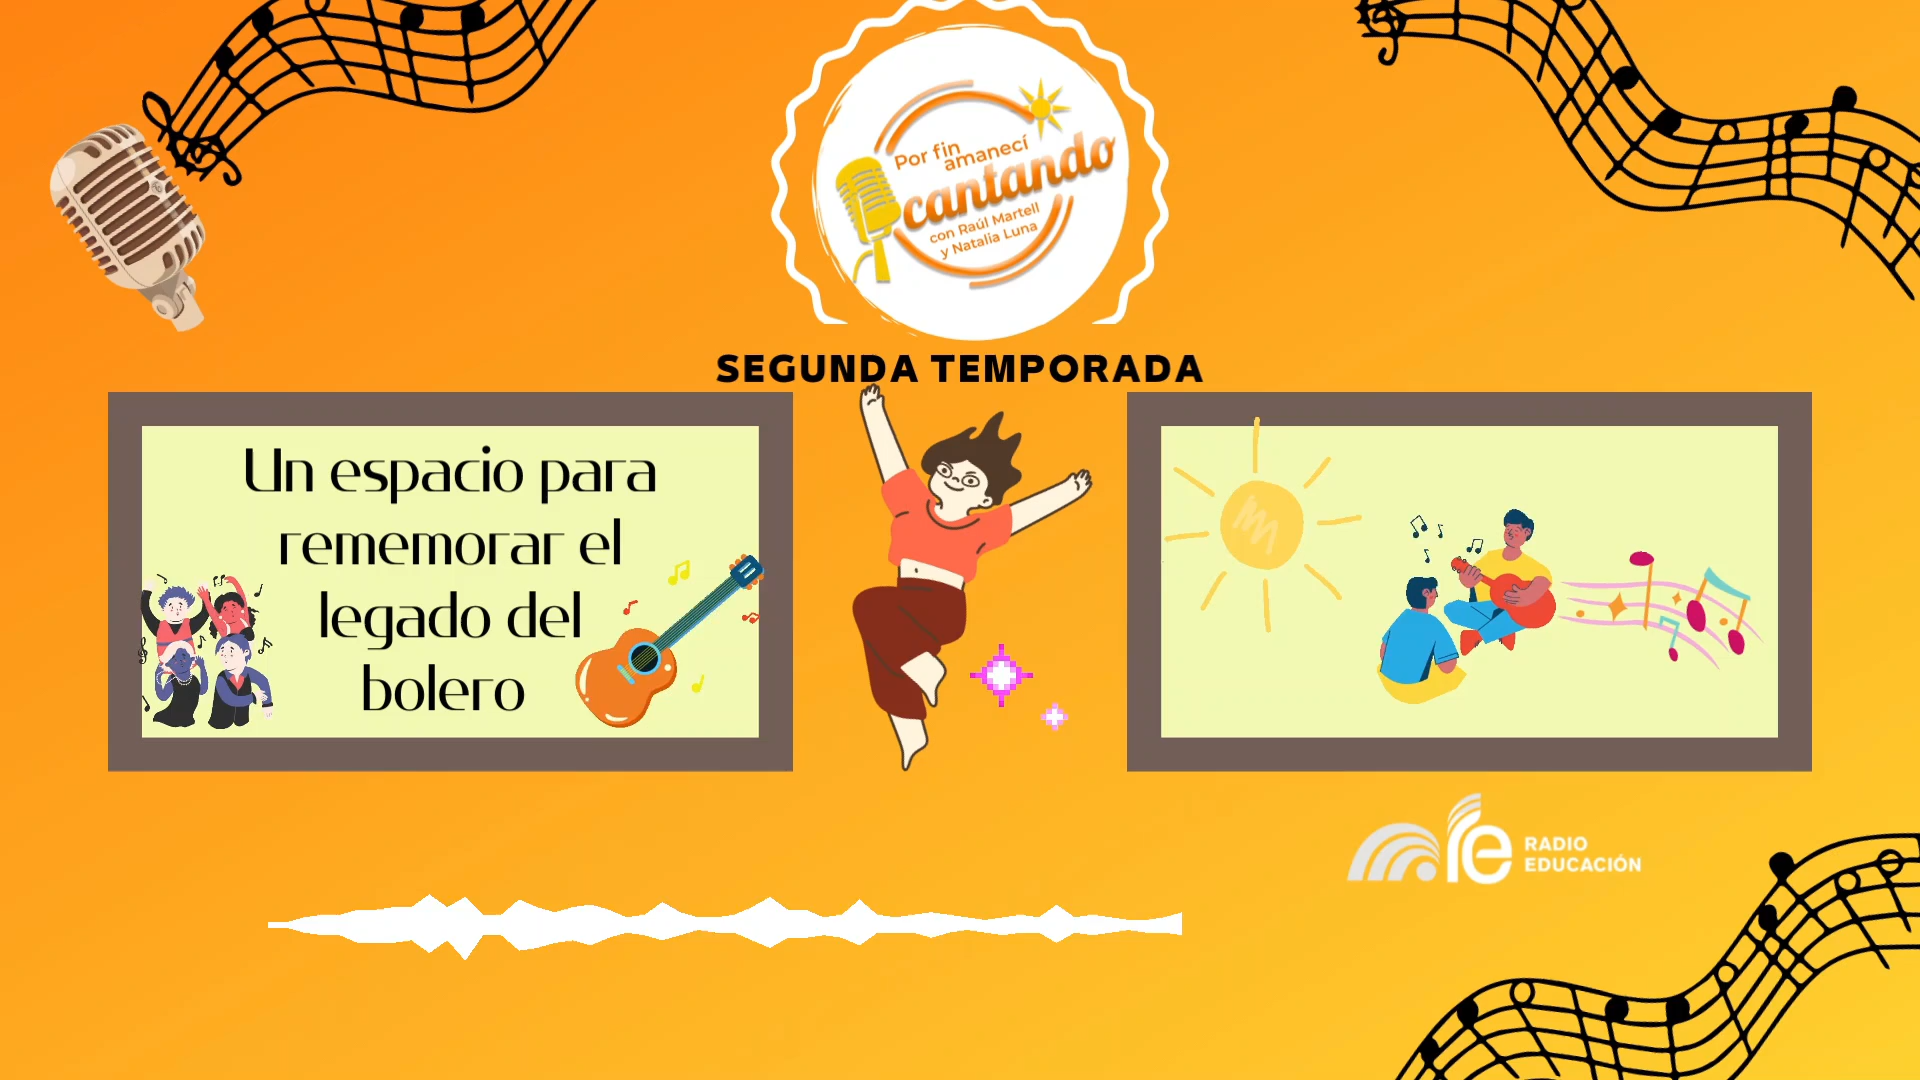 Por fin
amanecí
cantando
con Raúl Martell
y Natalia Luna
SEGUNDA TEMPORADA
Un espacio para
rememorar el
legado del
bolero
re
RADIO
EDUCACIÓN